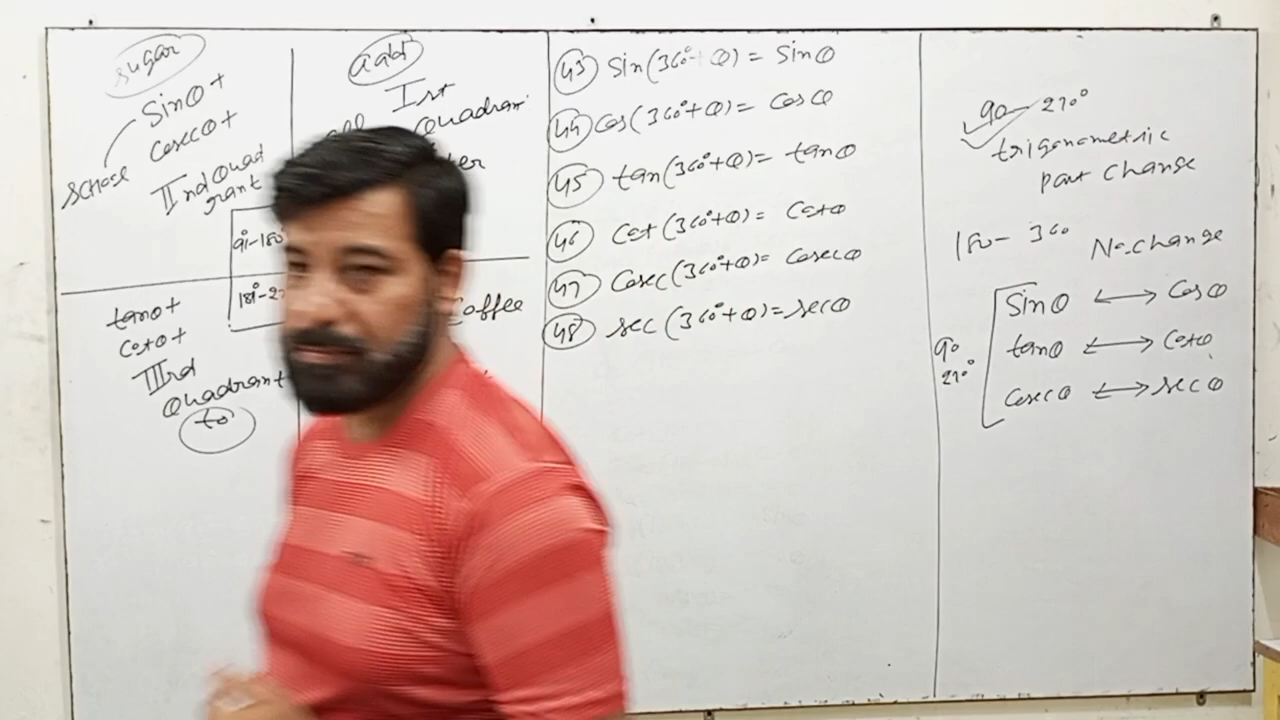 sugar
Sinθ+
Cosecθ+
IInd Quad
rant
School
add
Ist
Quadran
90°-180°
180°-2
tanθ+
Cotθ+
IIIrd
Quadrant
to
Coffee
43 Sin(360°+θ) = Sinθ
44 Cos(360°+θ) = Cosθ
45 tan(360°+θ) = tanθ
46 Cot(360°+θ) = Cotθ
47 Cosec(360°+θ) = Cosecθ
48 sec(360°+θ) = secθ
90 – 270°
trigonometric
part Change
180 – 360
No change
Sinθ ↔ Cosθ
90
270°
tanθ ↔ Cotθ
Cosecθ ↔ secθ